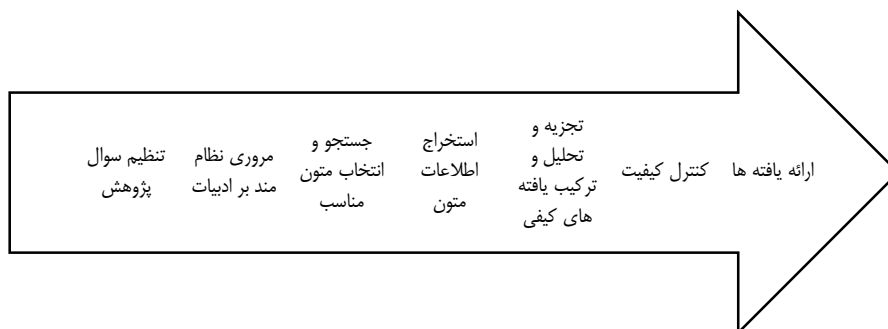 تنظیم سوال
پژوهش
مروری نظام
مند بر ادبیات
جستجو و
انتخاب متون
مناسب
استخراج
اطلاعات
متون
تجزیه و
تحلیل و
ترکیب یافته
های کیفی
کنترل کیفیت
ارائه یافته ها